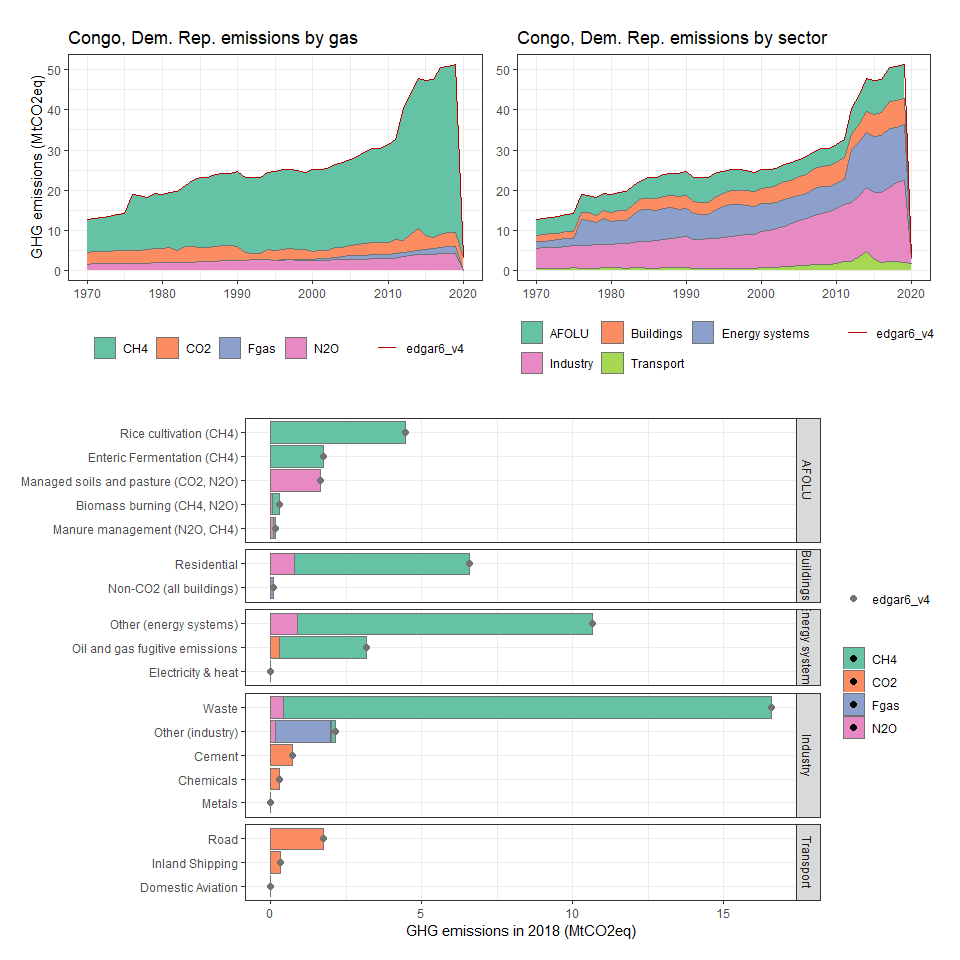 Congo, Dem. Rep. emissions by gas
GHG emissions (MtCO2eq)
50
40
30
20
10
0
1970 1980 1990 2000 2010 2020
CH4 CO2 Fgas N2O edgar6_v4
Congo, Dem. Rep. emissions by sector
50
40
30
20
10
0
1970 1980 1990 2000 2010 2020
AFOLU Buildings Energy systems edgar6_v4
Industry Transport
Rice cultivation (CH4)
Enteric Fermentation (CH4)
Managed soils and pasture (CO2, N2O)
Biomass burning (CH4, N2O)
Manure management (N2O, CH4)
AFOLU
Residential
Non-CO2 (all buildings)
Buildings
Other (energy systems)
Oil and gas fugitive emissions
Electricity & heat
Energy system
Waste
Other (industry)
Cement
Chemicals
Metals
Industry
Road
Inland Shipping
Domestic Aviation
Transport
0 5 10 15
GHG emissions in 2018 (MtCO2eq)
edgar6_v4
CH4
CO2
Fgas
N2O